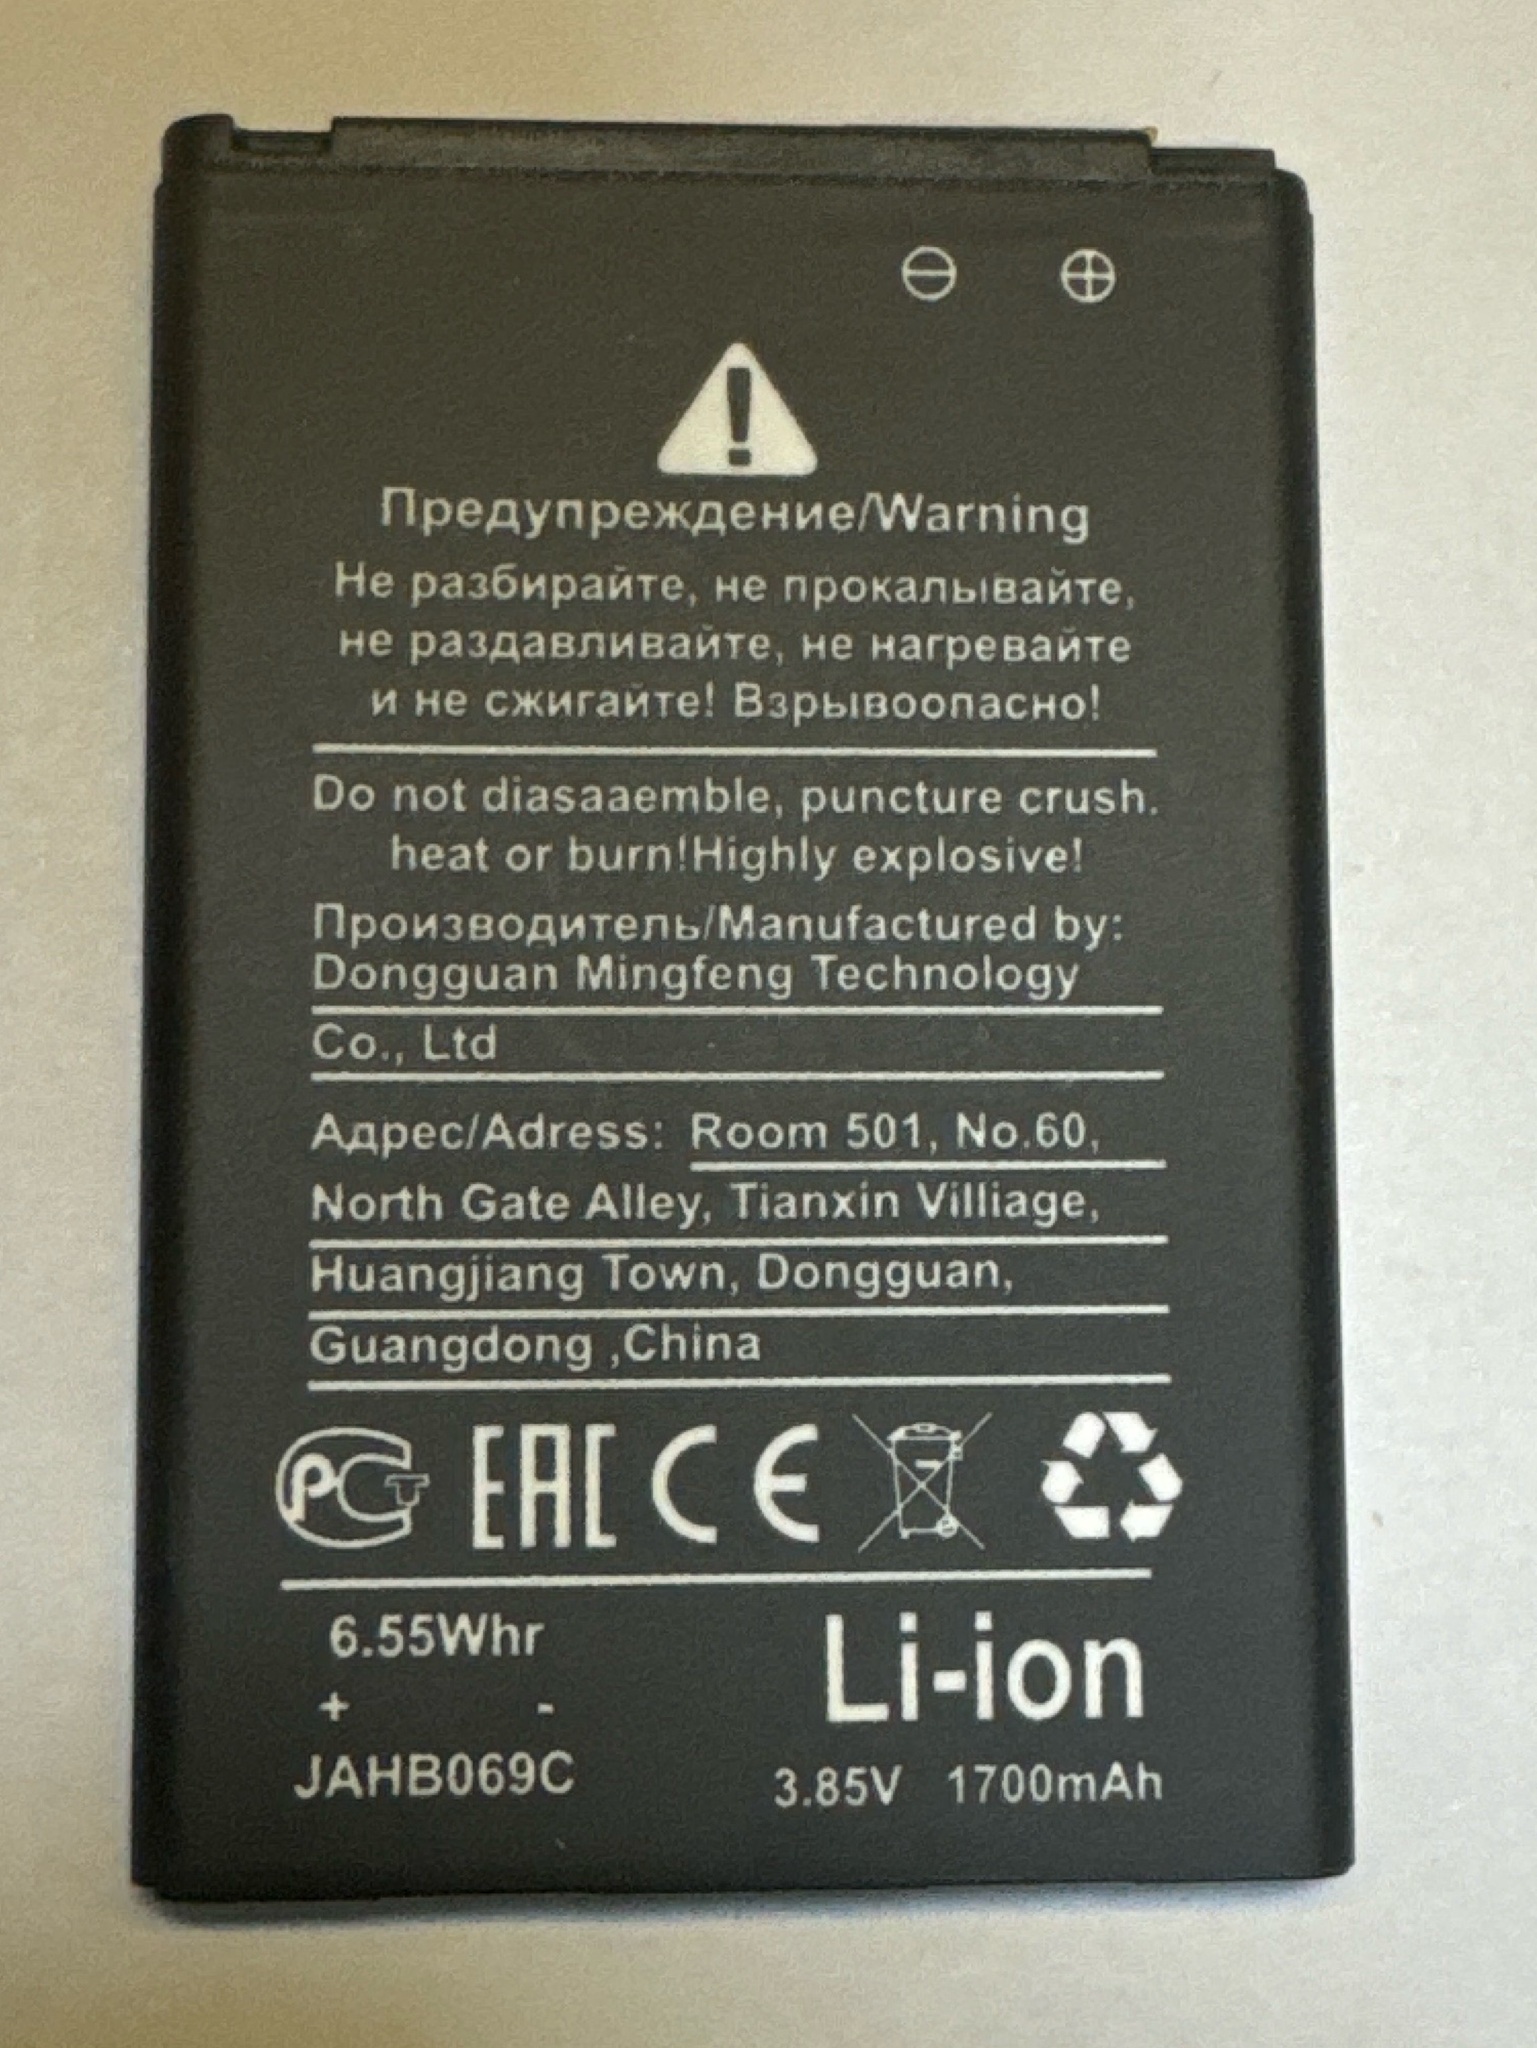 Предупреждение/Warning
Не разбирайте, не прокалывайте,
не раздавливайте, не нагревайте
и не сжигайте! Взрывоопасно!
Do not diasaaemble, puncture crush.
heat or burn!Highly explosive!
Производитель/Manufactured by:
Dongguan Mingfeng Technology
Co., Ltd
Адрес/Adress: Room 501, No.60,
North Gate Alley, Tianxin Villiage,
Huangjiang Town, Dongguan,
Guangdong ,China
РСТ EAC CE
6.55Whr
Li-ion
+ -
JAHB069C
3.85V 1700mAh